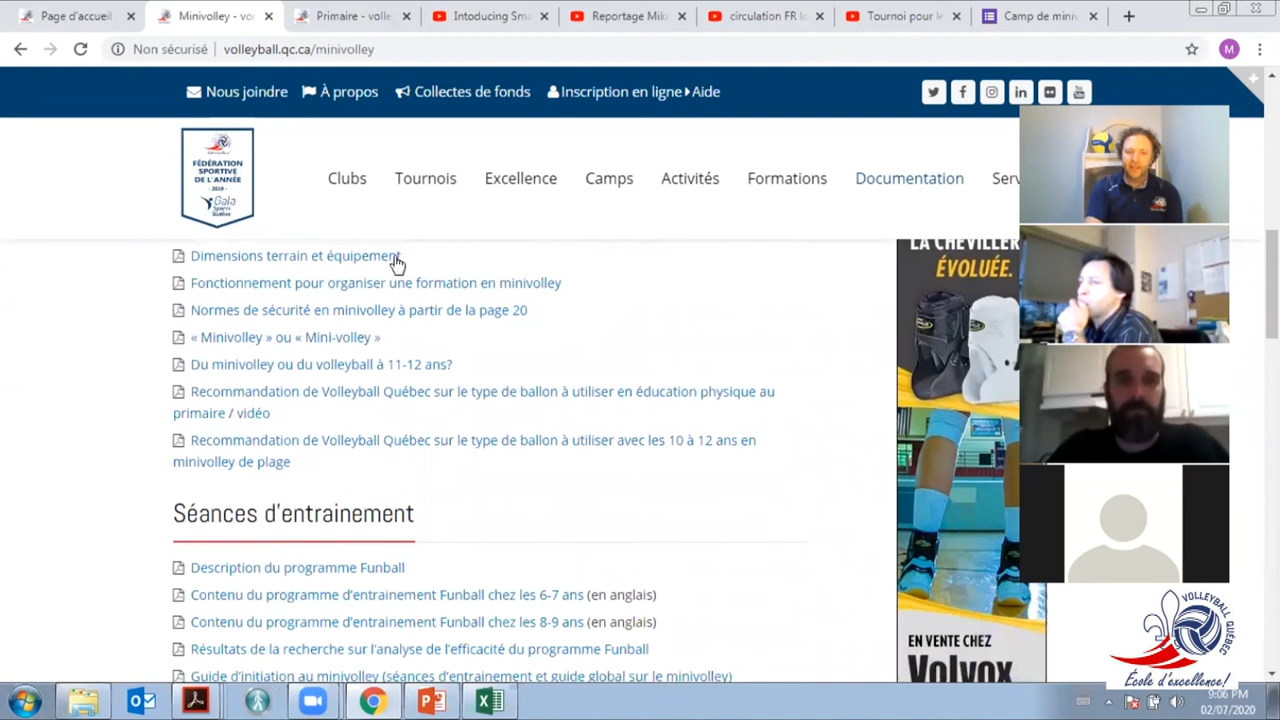 Page d'accueil
Minivolley - vo
Primaire - volle
Intoducing Sm
Reportage Mik
circulation FR l
Tournoi pour l
Camp de mini
Non sécurisé | volleyball.qc.ca/minivolley
M
Nous joindre À propos Collectes de fonds Inscription en ligne Aide
FÉDÉRATION
SPORTIVE
DE L'ANNÉE
- 2019 -
Gala
Sports
Québec
Clubs Tournois Excellence Camps Activités Formations Documentation Serv
Dimensions terrain et équipement
Fonctionnement pour organiser une formation en minivolley
Normes de sécurité en minivolley à partir de la page 20
« Minivolley » ou « Mini-volley »
Du minivolley ou du volleyball à 11-12 ans?
Recommandation de Volleyball Québec sur le type de ballon à utiliser en éducation physique au
primaire / vidéo
Recommandation de Volleyball Québec sur le type de ballon à utiliser avec les 10 à 12 ans en
minivolley de plage
Séances d'entrainement
Description du programme Funball
Contenu du programme d'entrainement Funball chez les 6-7 ans (en anglais)
Contenu du programme d'entrainement Funball chez les 8-9 ans (en anglais)
Résultats de la recherche sur l'analyse de l'efficacité du programme Funball
Guide d'initiation au minivolley (séances d'entrainement et guide global sur le minivolley)
LA CHEVILLÈR
ÉVOLUÉE.
EN VENTE CHEZ
Volvox
VOLLEYBALL QUÉBEC
École d'excellence!
9:06 PM
02/07/2020